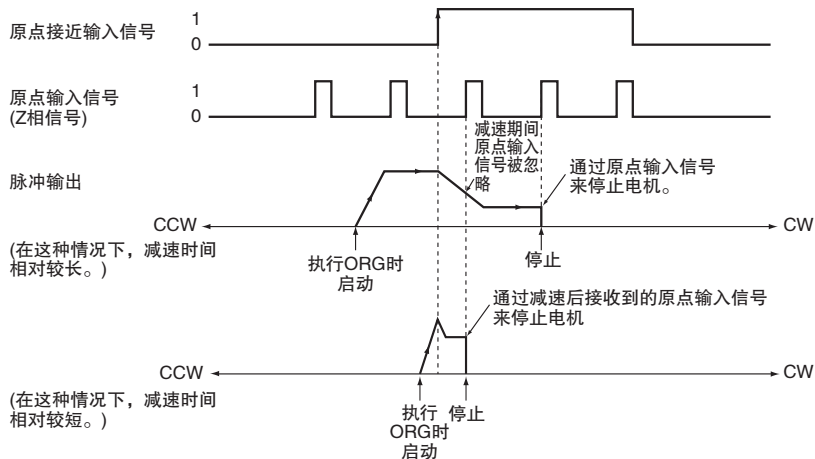 原点接近输入信号
1
0
原点输入信号
(Z相信号)
1
0
减速期间
原点输入
信号被忽
略
通过原点输入信号
来停止电机。
脉冲输出
CCW
CW
(在这种情况下，减速时间
相对较长。)
执行ORG时
启动
停止
通过减速后接收到的原点输入信号
来停止电机
CCW
CW
(在这种情况下，减速时间
相对较短。)
执行
ORG时
启动
停止